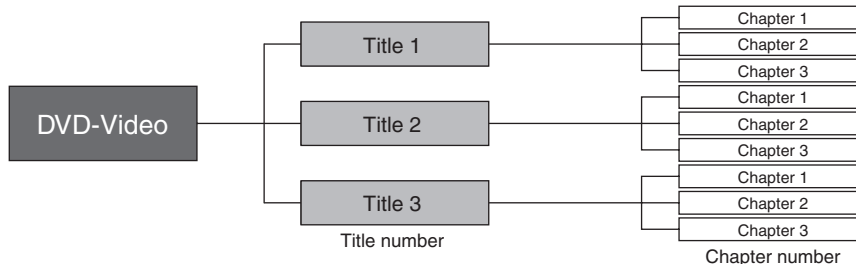 DVD-Video
Title 1
Chapter 1
Chapter 2
Chapter 3
Title 2
Chapter 1
Chapter 2
Chapter 3
Title 3
Chapter 1
Chapter 2
Chapter 3
Title number
Chapter number